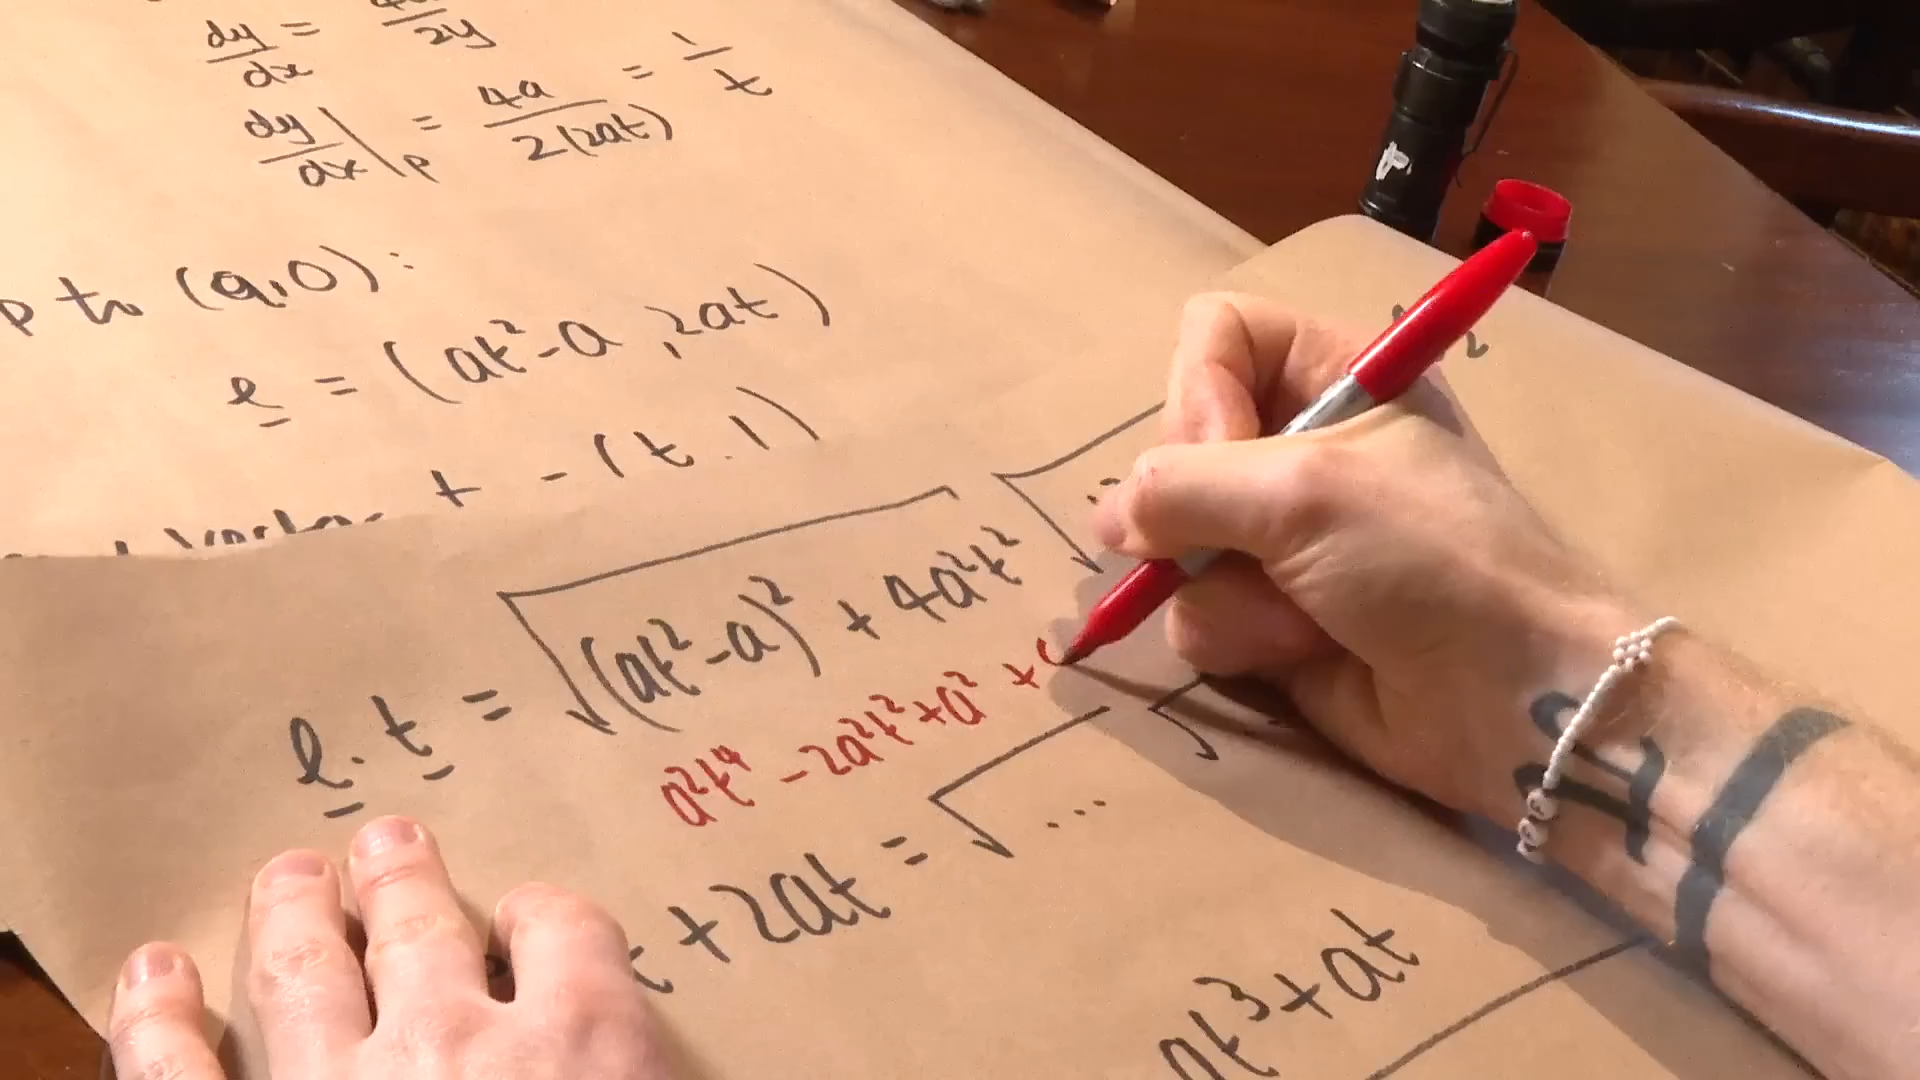 dy/dx = /2y
dy/dx|p = 4a/2(2at) = 1/t
p to (a,0):
l = (at²-a, 2at)
t = (t, 1)
l · t = √((at²-a)² + 4a²t²) √
a²t⁴ - 2a²t² + a² +
t + 2at = √... √
at³ + at